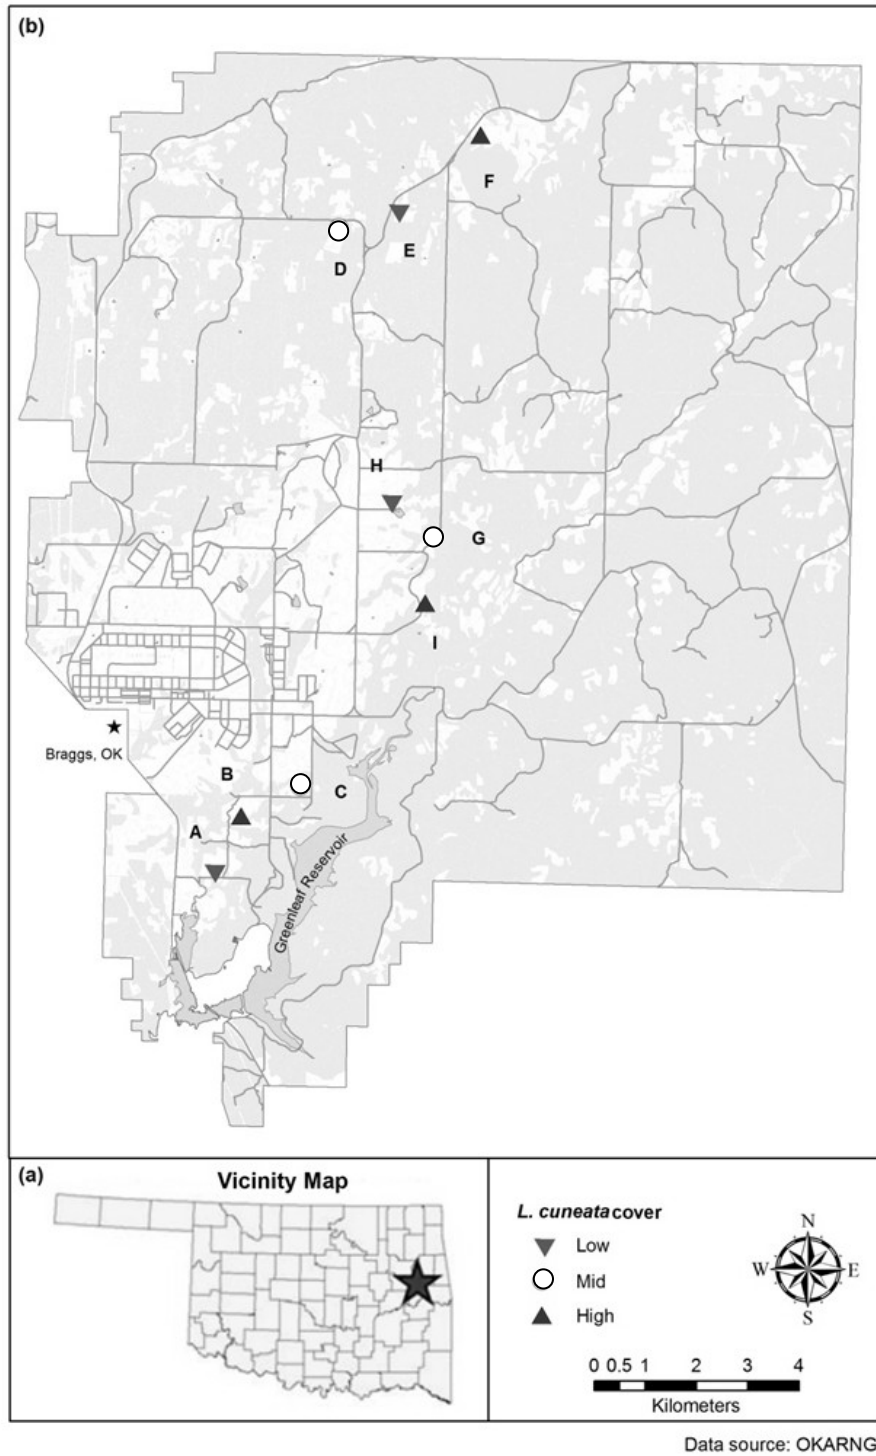 (b)
F
E
D
H
G
I
Braggs, OK
B
C
A
Greenleaf Reservoir
(a)
Vicinity Map
L. cuneata cover
Low
Mid
High
N
W E
S
0 0.5 1 2 3 4
Kilometers
Data source: OKARNG